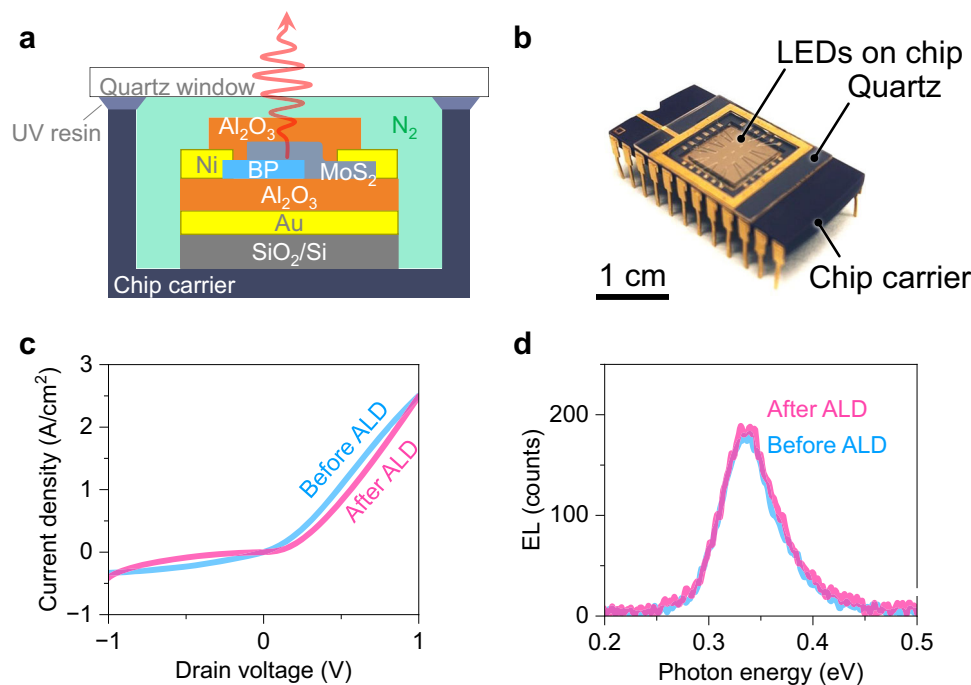 a
Quartz window
UV resin
Al₂O₃
N₂
Ni
BP
MoS₂
Al₂O₃
Au
SiO₂/Si
Chip carrier
b
LEDs on chip
Quartz
Chip carrier
1 cm
c
Current density (A/cm²)
3
2
1
0
−1
Before ALD
After ALD
−1
0
1
Drain voltage (V)
d
EL (counts)
200
100
0
After ALD
Before ALD
0.2
0.3
0.4
0.5
Photon energy (eV)